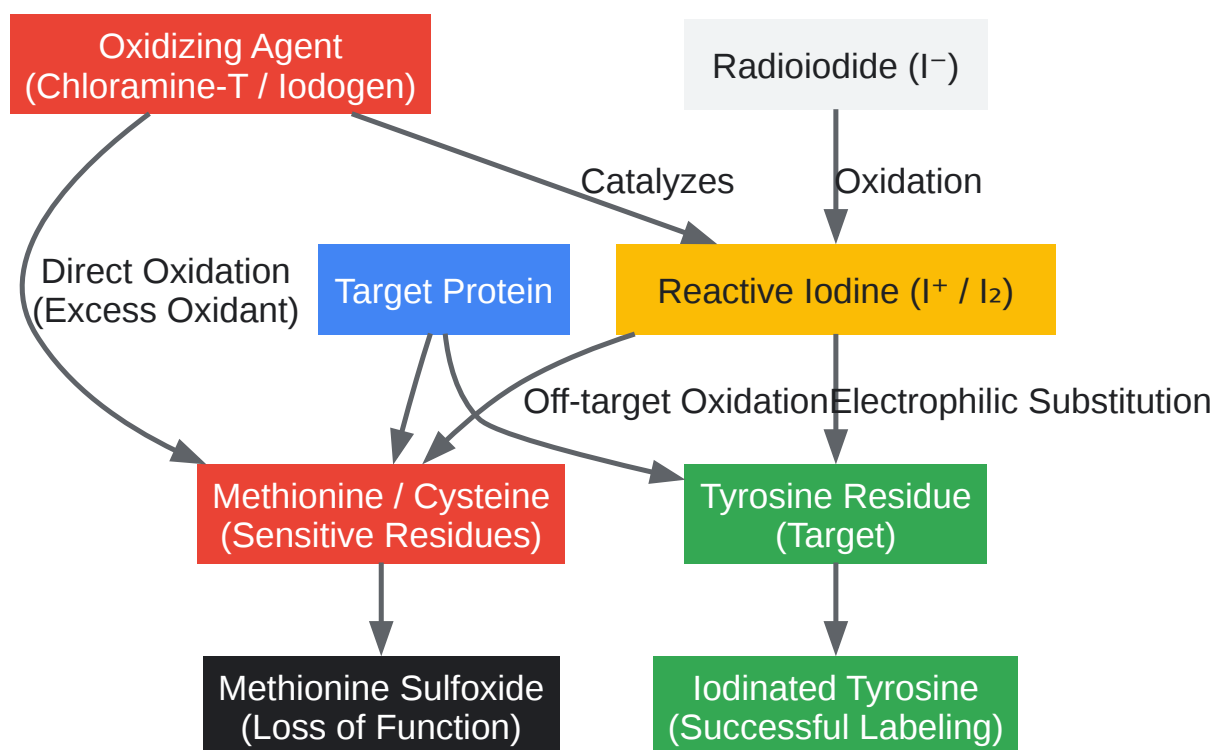 Oxidizing Agent
(Chloramine-T / Iodogen)
Radioiodide (I⁻)
Catalyzes
Oxidation
Direct Oxidation
(Excess Oxidant)
Target Protein
Reactive Iodine (I⁺ / I₂)
Off-target Oxidation
Electrophilic Substitution
Methionine / Cysteine
(Sensitive Residues)
Tyrosine Residue
(Target)
Methionine Sulfoxide
(Loss of Function)
Iodinated Tyrosine
(Successful Labeling)